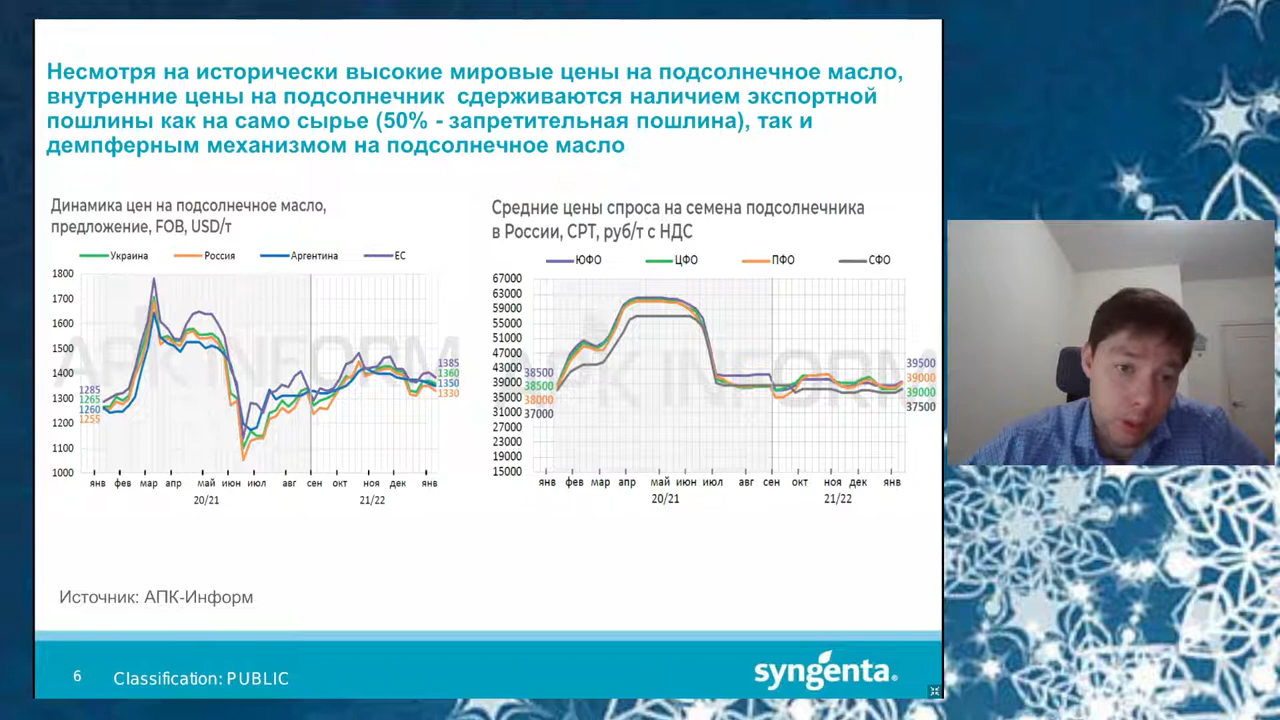 Несмотря на исторически высокие мировые цены на подсолнечное масло,
внутренние цены на подсолнечник сдерживаются наличием экспортной
пошлины как на само сырье (50% - запретительная пошлина), так и
демпферным механизмом на подсолнечное масло
Динамика цен на подсолнечное масло,
предложение, FOB, USD/т
Украина Россия Аргентина ЕС
1800
1700
1600
1500
1400
1300
1200
1100
1000
1285
1265
1260
1255
1385
1360
1350
1330
янв фев мар апр май июн июл авг сен окт ноя дек янв
20/21 21/22
Средние цены спроса на семена подсолнечника
в России, СРТ, руб/т с НДС
ЮФО ЦФО ПФО СФО
67000
63000
59000
55000
51000
47000
43000
39000
35000
31000
27000
23000
19000
15000
38500
38500
38000
37000
39500
39000
39000
37500
янв фев мар апр май июн июл авг сен окт ноя дек янв
20/21 21/22
APK-INFORM
APK-INFORM
Источник: АПК-Информ
6 Classification: PUBLIC
syngenta®